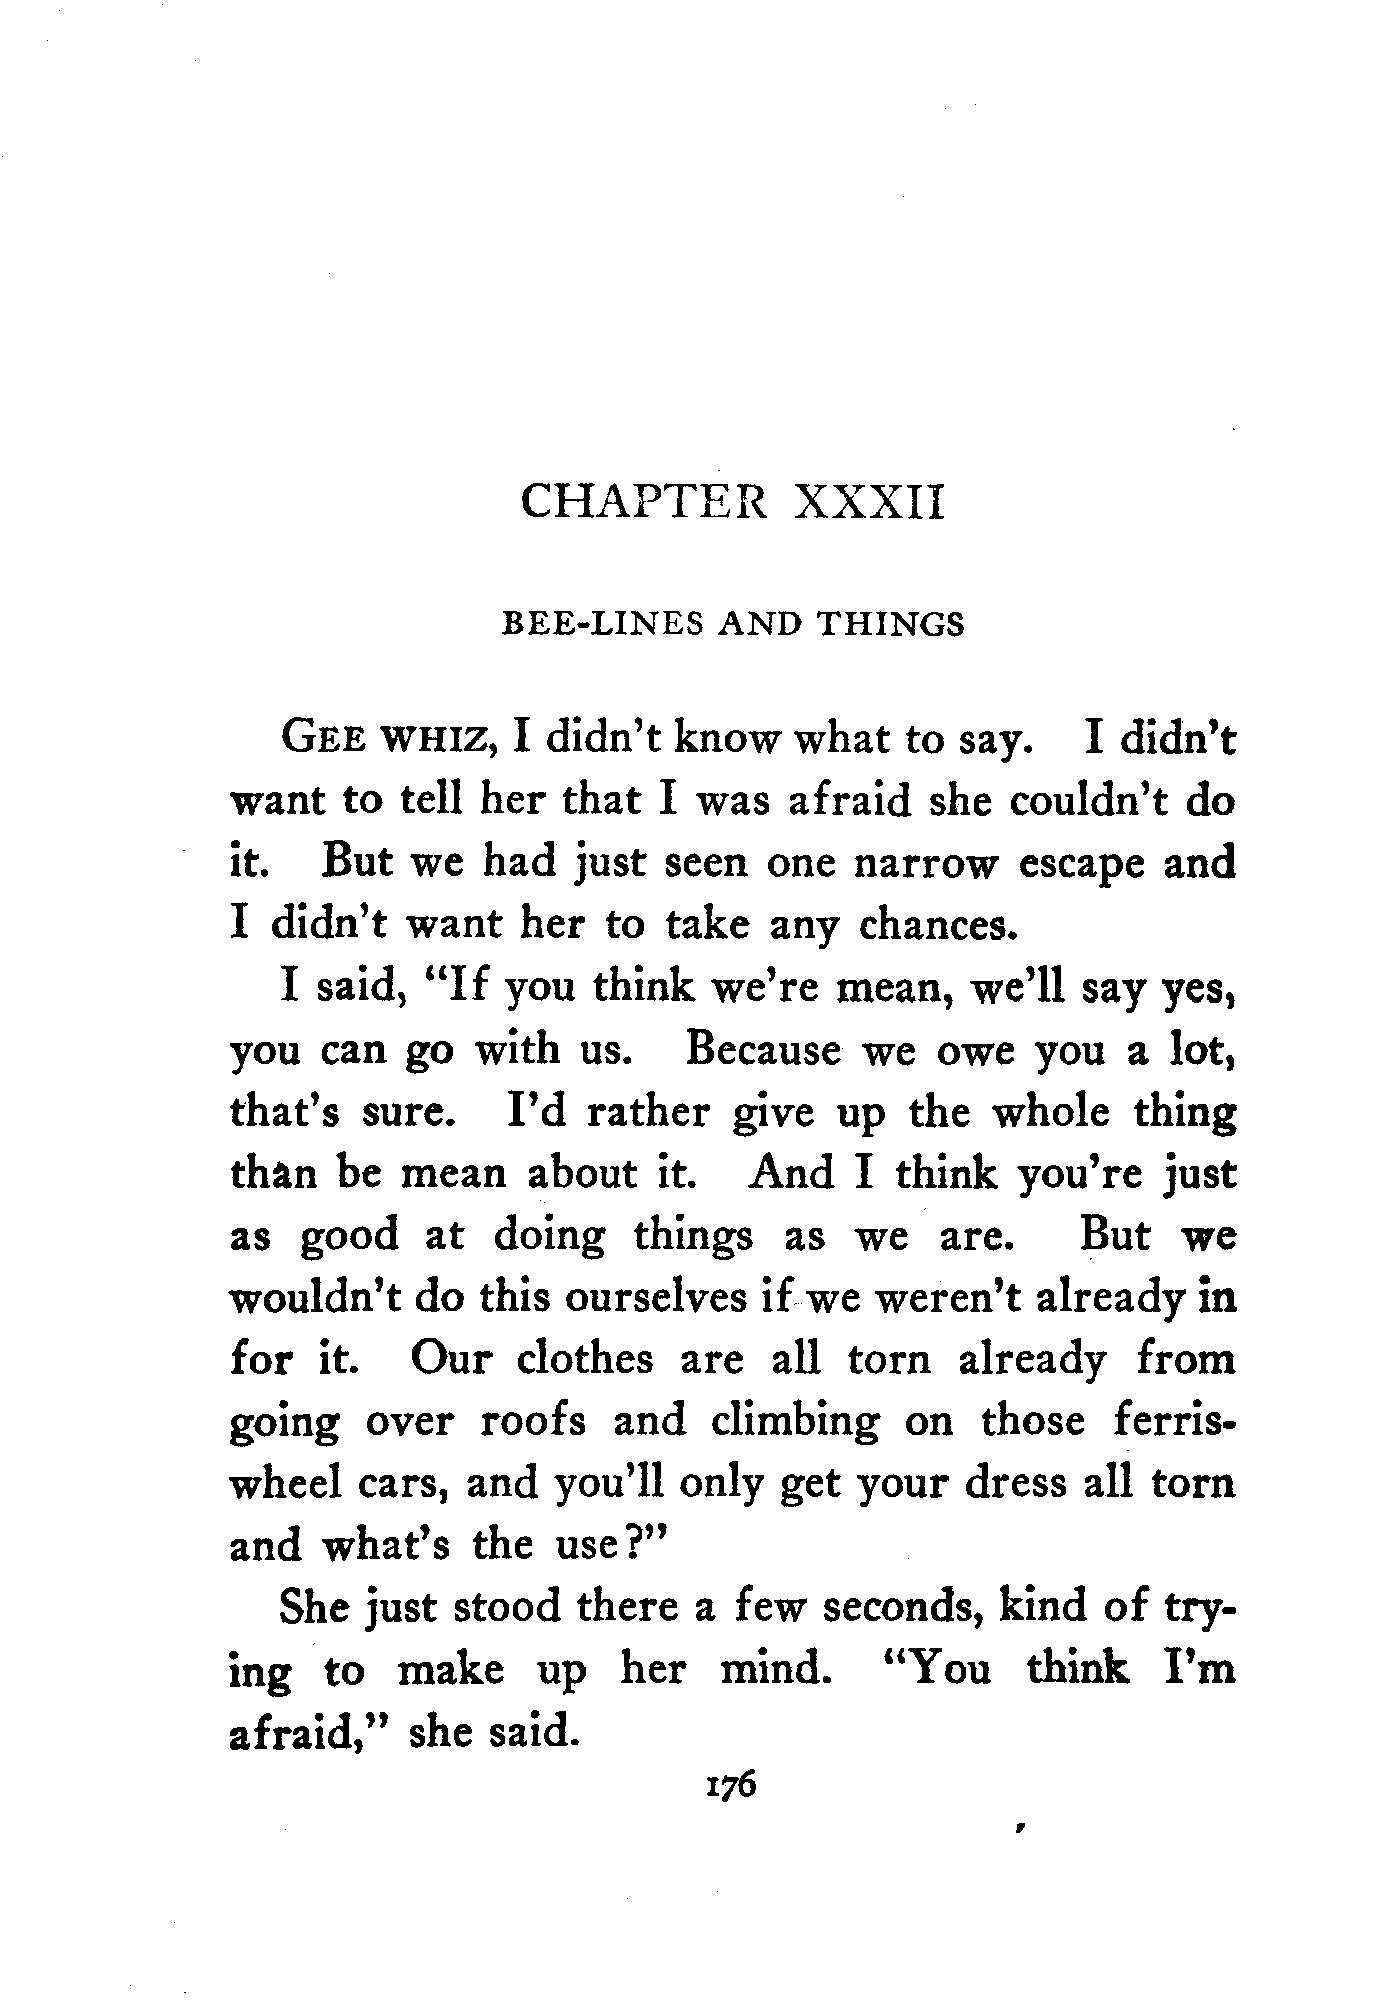 CHAPTER XXXII
BEE-LINES AND THINGS
GEE WHIZ, I didn't know what to say. I didn't
want to tell her that I was afraid she couldn't do
it. But we had just seen one narrow escape and
I didn't want her to take any chances.
I said, "If you think we're mean, we'll say yes,
you can go with us. Because we owe you a lot,
that's sure. I'd rather give up the whole thing
than be mean about it. And I think you're just
as good at doing things as we are. But we
wouldn't do this ourselves if we weren't already in
for it. Our clothes are all torn already from
going over roofs and climbing on those ferris-
wheel cars, and you'll only get your dress all torn
and what's the use?"
She just stood there a few seconds, kind of try-
ing to make up her mind. "You think I'm
afraid," she said.
176